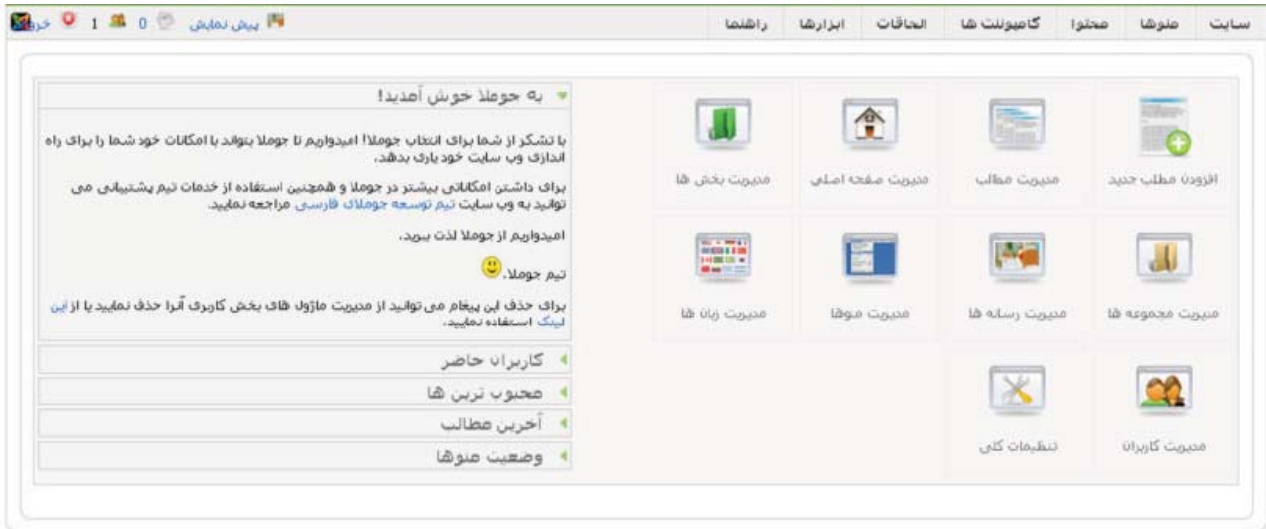 سایت منوها محتوا کامپوننت ها الحاقات ابزارها راهنما
پیش نمایش 0 1
افزودن مطلب جدید
مدیریت مطالب
مدیریت صفحه اصلی
مدیریت بخش ها
مدیریت مجموعه ها
مدیریت رسانه ها
مدیریت منوها
مدیریت زبان ها
مدیریت کاربران
تنظیمات کلی
به جوملا خوش آمدید!
با تشکر از شما برای انتخاب جوملا! امیدواریم تا جوملا بتواند با امکانات خود شما را برای راه
اندازی وب سایت خود یاری بدهد.
برای داشتن امکاناتی بیشتر در جوملا و همچنین استفاده از خدمات تیم پشتیبانی می
توانید به وب سایت تیم توسعه جوملای فارسی مراجعه نمایید.
امیدواریم از جوملا لذت ببرید.
تیم جوملا.
برای حذف این پیغام می توانید از مدیریت ماژول های بخش کاربری آنرا حذف نمایید یا از این
لینک استفاده نمایید.
کاربران حاضر
محبوب ترین ها
آخرین مطالب
وضعیت منوها